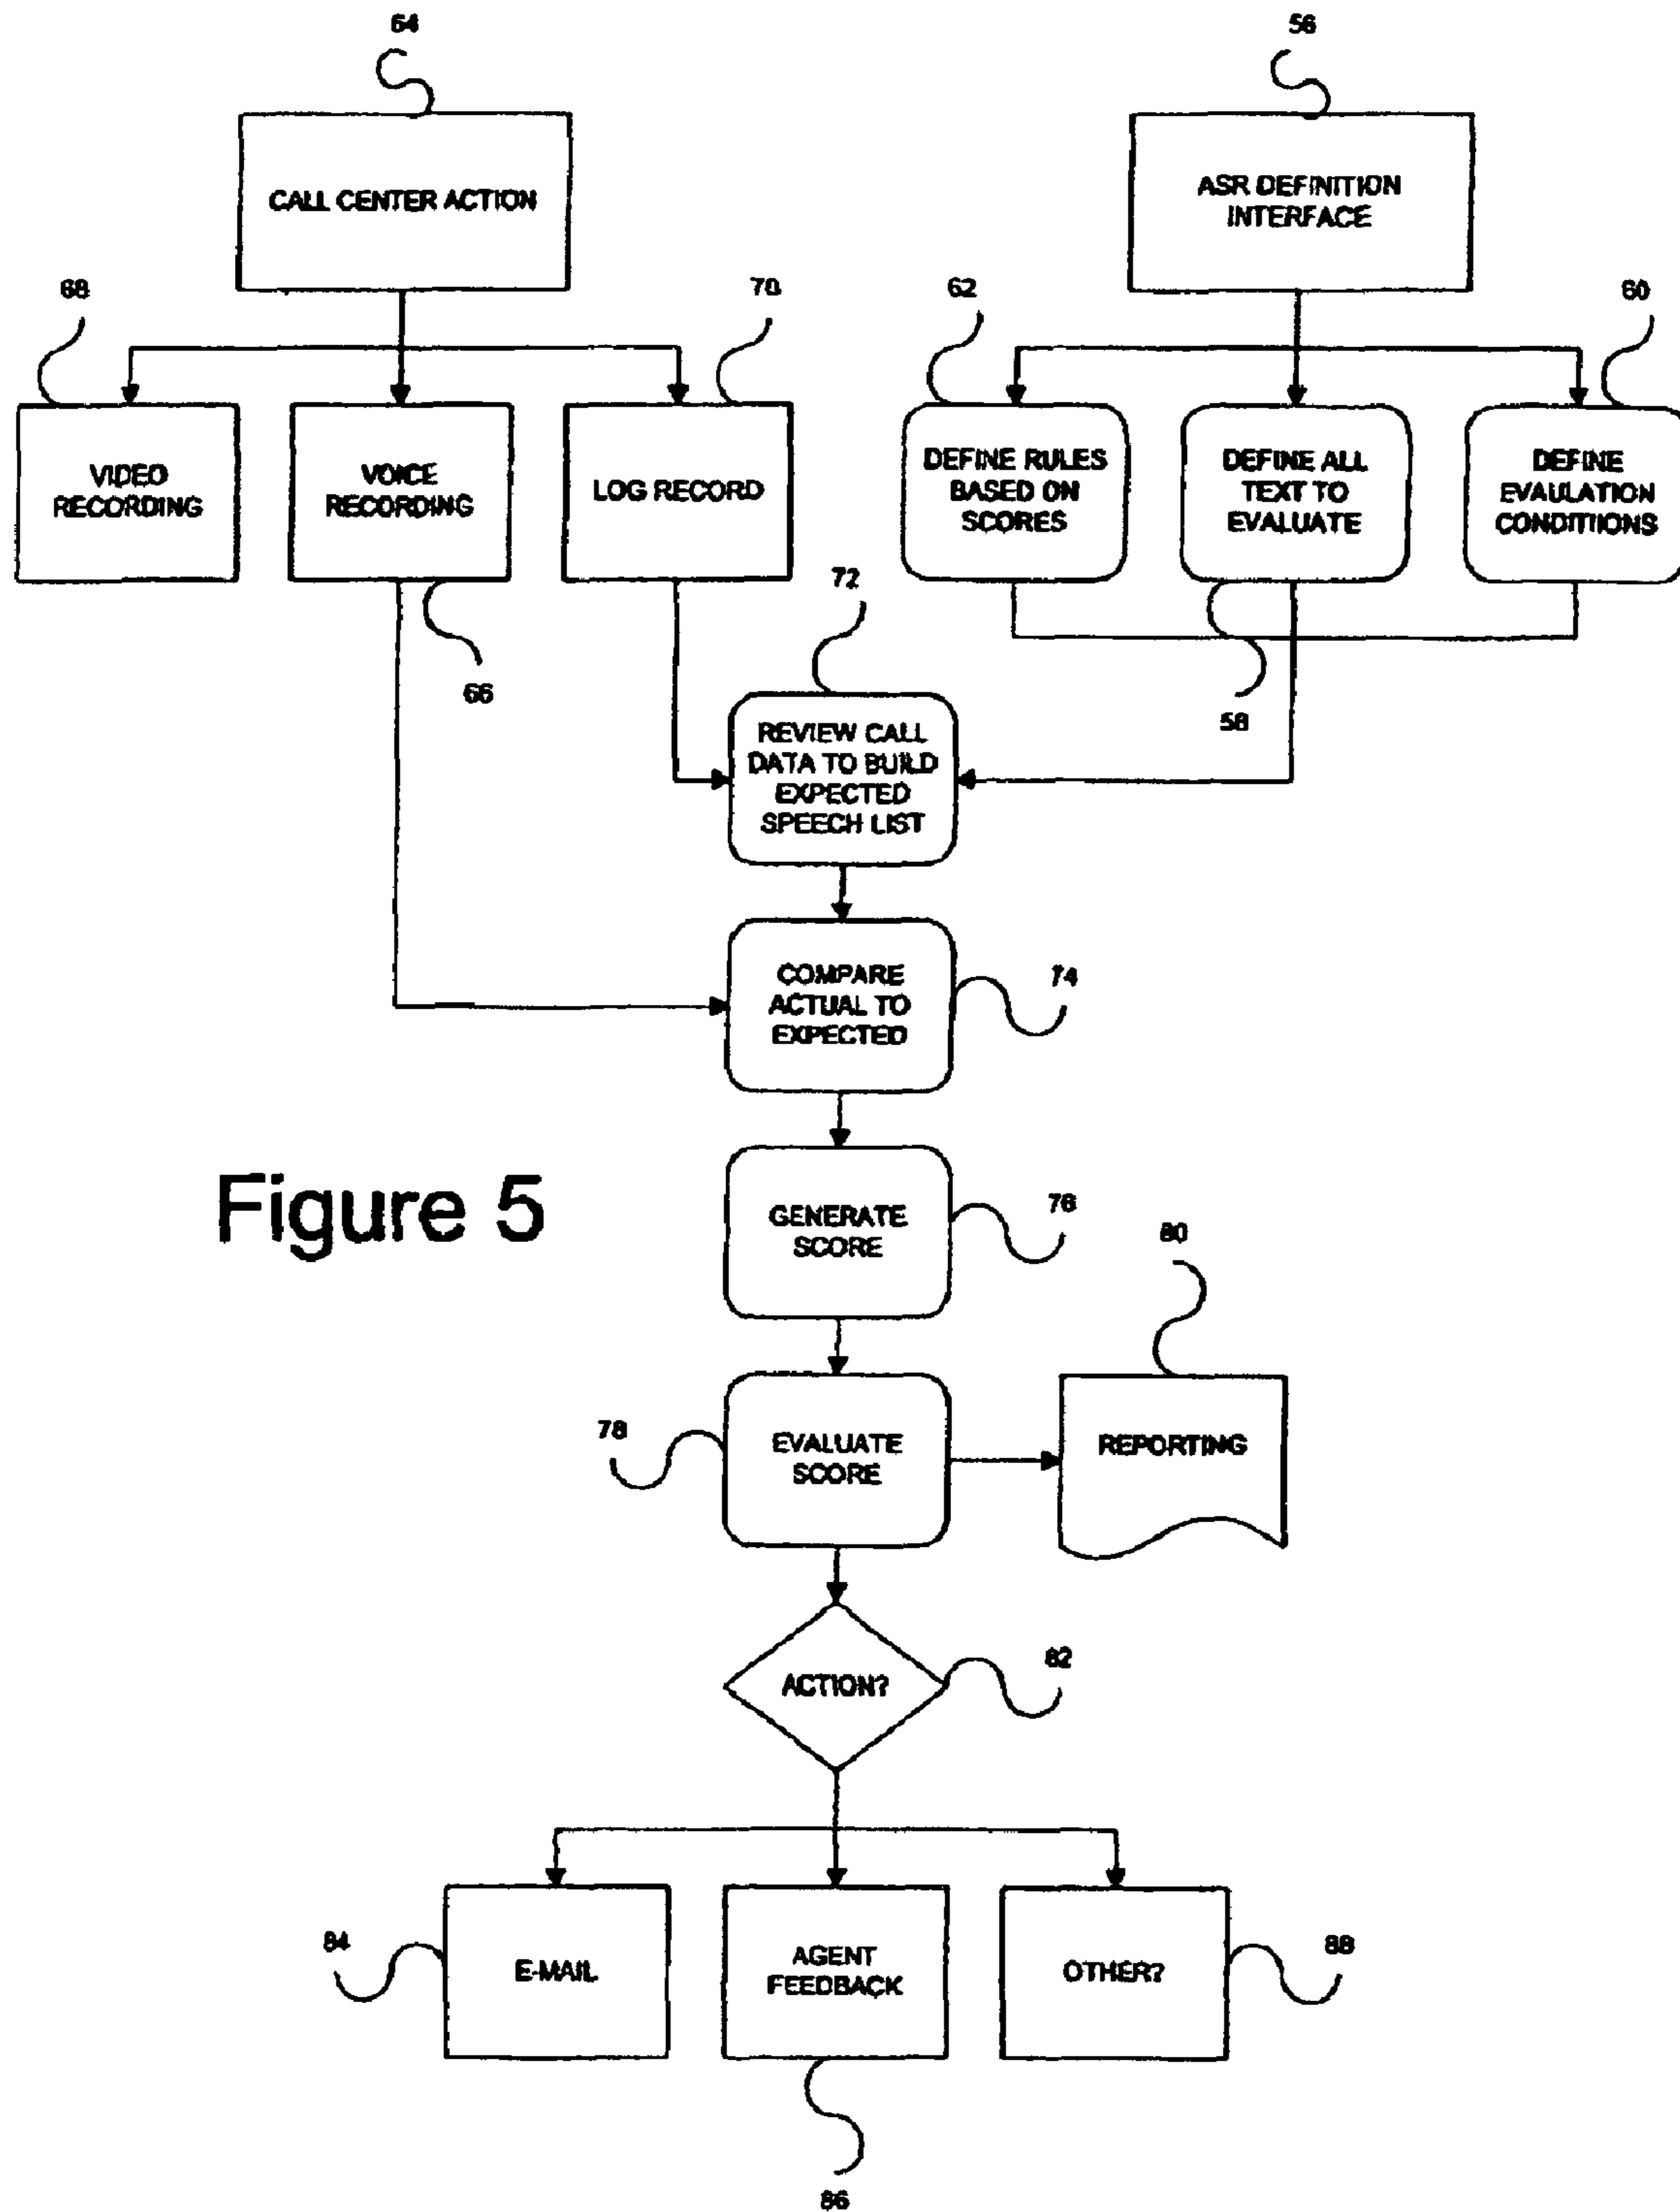 64
56
CALL CENTER ACTION
ASR DEFINITION
INTERFACE
68
70
62
60
VIDEO
RECORDING
VOICE
RECORDING
LOG RECORD
DEFINE RULES
BASED ON
SCORES
DEFINE ALL
TEXT TO
EVALUATE
DEFINE
EVAULATION
CONDITIONS
72
66
58
REVIEW CALL
DATA TO BUILD
EXPECTED
SPEECH LIST
COMPARE
ACTUAL TO
EXPECTED
74
Figure 5
GENERATE
SCORE
76
80
78
EVALUATE
SCORE
REPORTING
ACTION?
82
84
E-MAIL
AGENT
FEEDBACK
OTHER?
88
86